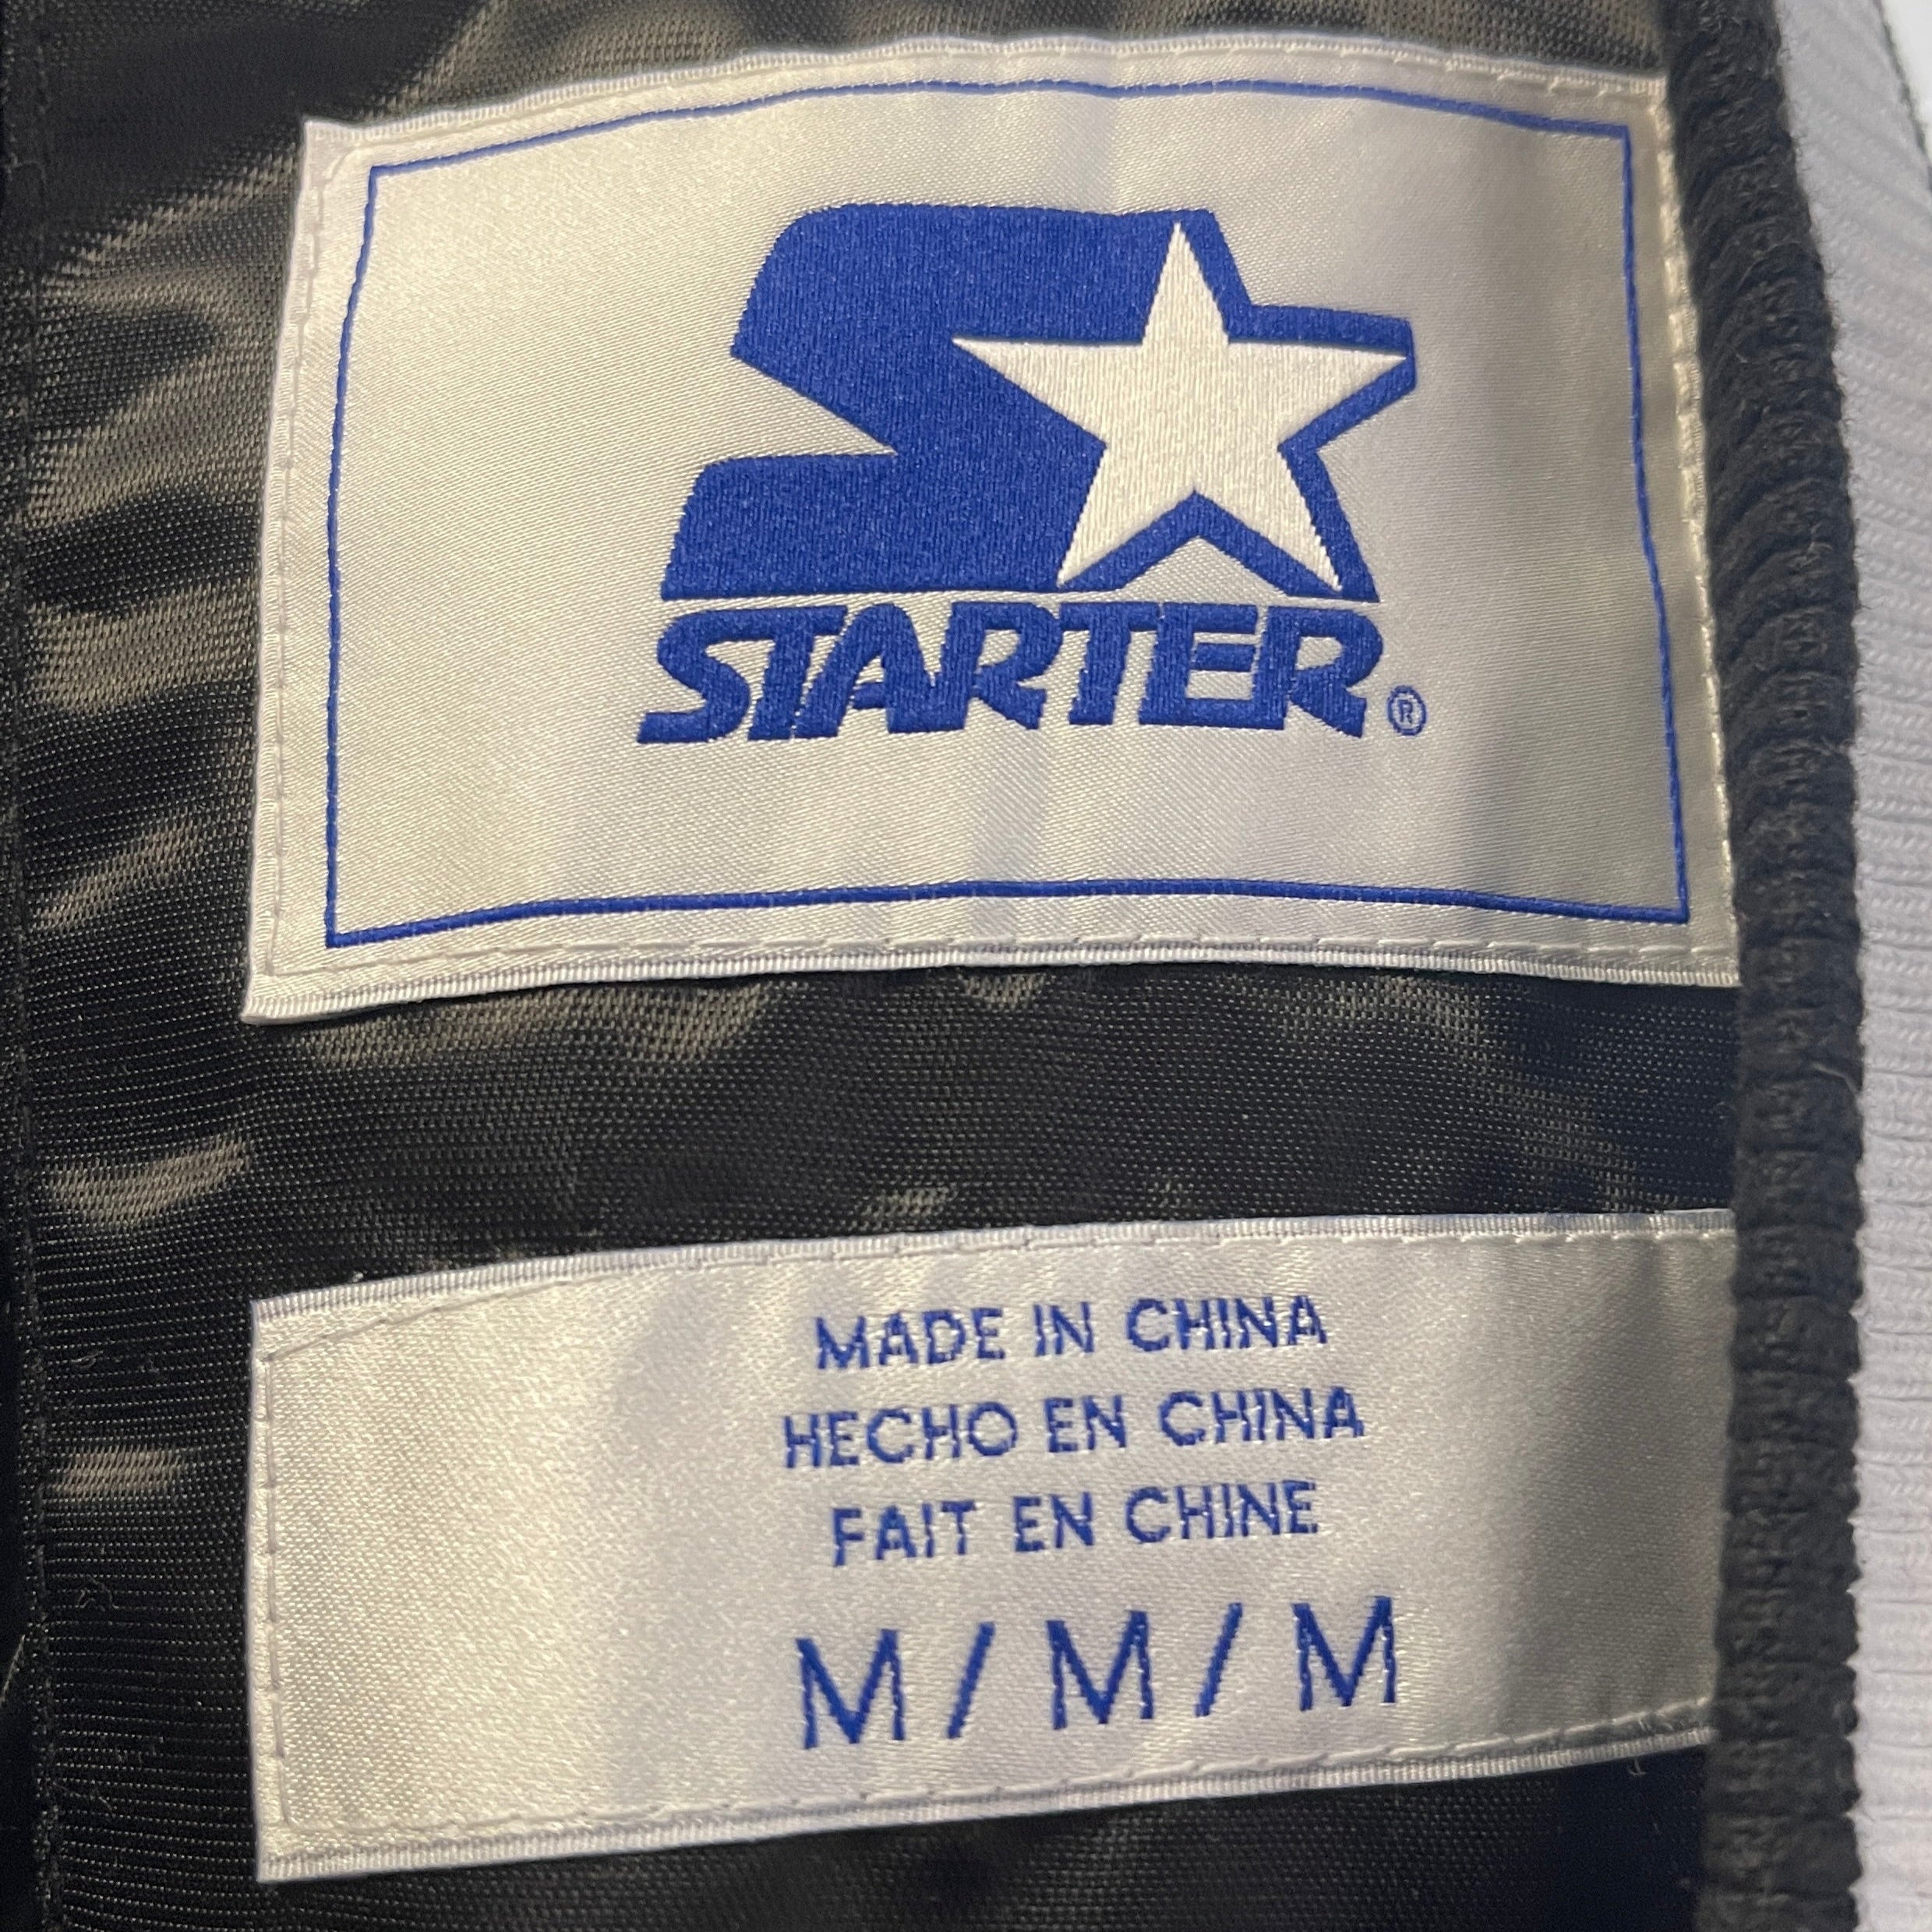 STARTER®
MADE IN CHINA
HECHO EN CHINA
FAIT EN CHINE
M / M / M